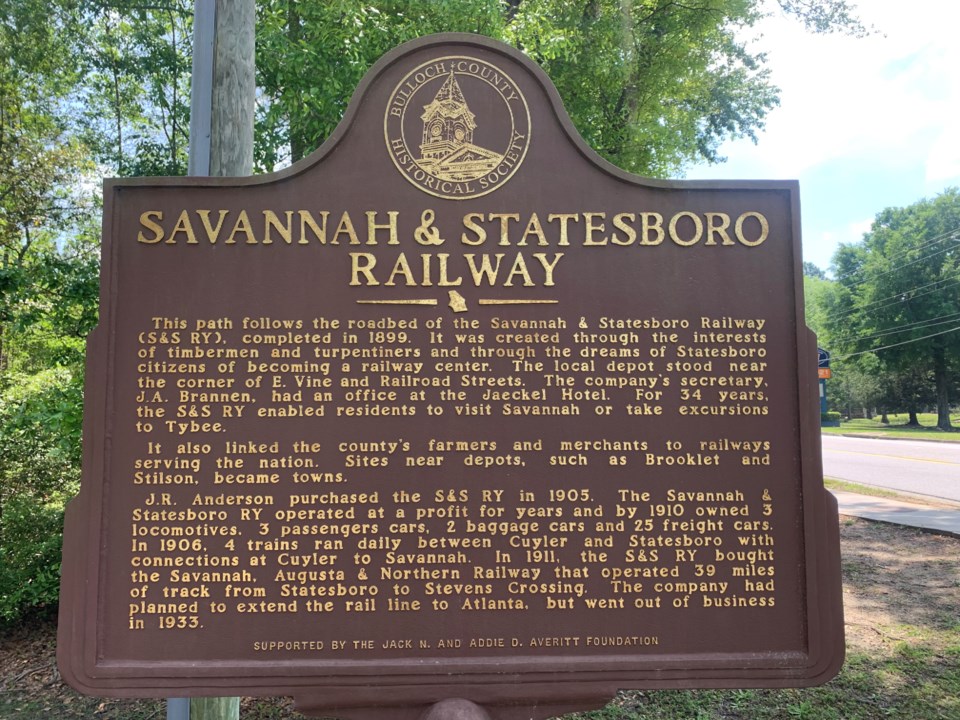 BULLOCH COUNTY
HISTORICAL SOCIETY
SAVANNAH & STATESBORO
RAILWAY
This path follows the roadbed of the Savannah & Statesboro Railway
(S&S RY), completed in 1899. It was created through the interests
of timbermen and turpentiners and through the dreams of Statesboro
citizens of becoming a railway center. The local depot stood near
the corner of E. Vine and Railroad Streets. The company's secretary,
J.A. Brannen, had an office at the Jaeckel Hotel. For 34 years,
the S&S RY enabled residents to visit Savannah or take excursions
to Tybee.
It also linked the county's farmers and merchants to railways
serving the nation. Sites near depots, such as Brooklet and
Stilson, became towns.
J.R. Anderson purchased the S&S RY in 1905. The Savannah &
Statesboro RY operated at a profit for years and by 1910 owned 3
locomotives, 3 passengers cars, 2 baggage cars and 25 freight cars.
In 1906, 4 trains ran daily between Cuyler and Statesboro with
connections at Cuyler to Savannah. In 1911, the S&S RY bought
the Savannah, Augusta & Northern Railway that operated 39 miles
of track from Statesboro to Stevens Crossing. The company had
planned to extend the rail line to Atlanta, but went out of business
in 1933.
SUPPORTED BY THE JACK N. AND ADDIE D. AVERITT FOUNDATION